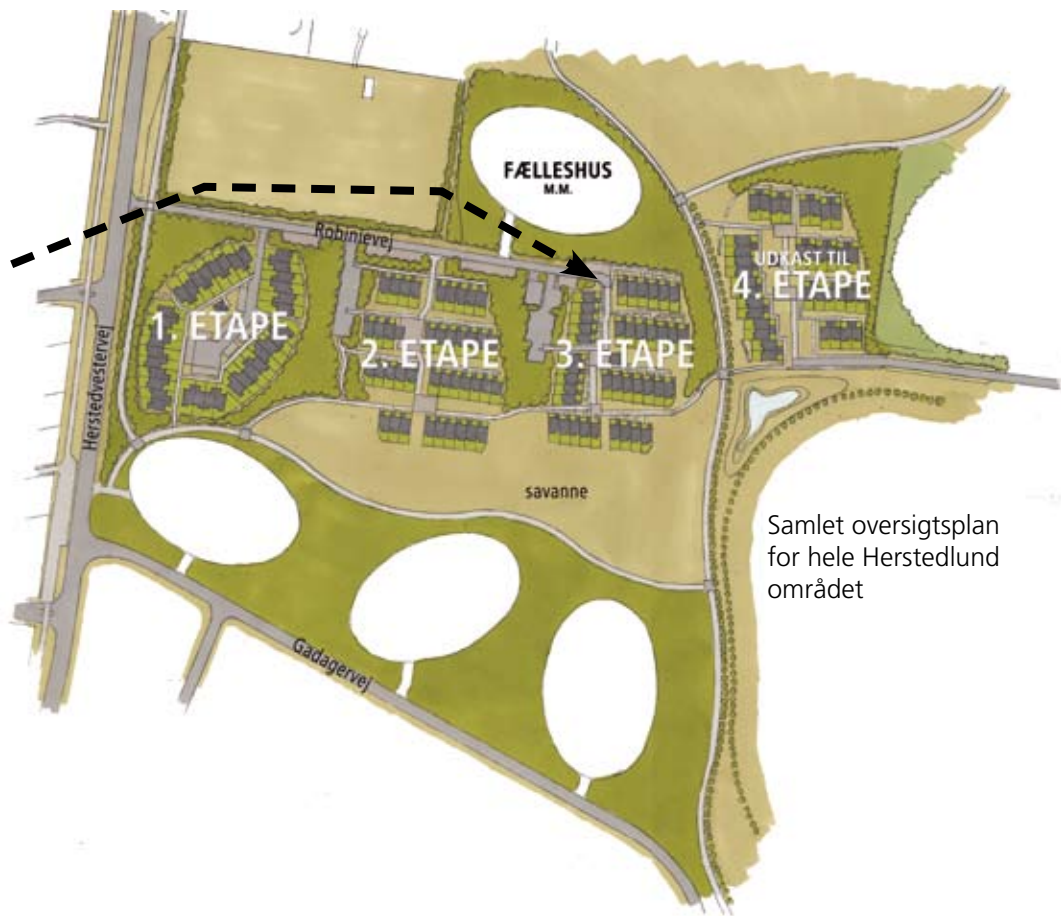 FÆLLESHUS
M.M.
Robinievej
UDKAST TIL
4. ETAPE
1. ETAPE
2. ETAPE
3. ETAPE
Herstedvestervej
savanne
Samlet oversigtsplan
for hele Herstedlund
området
Gadagervej